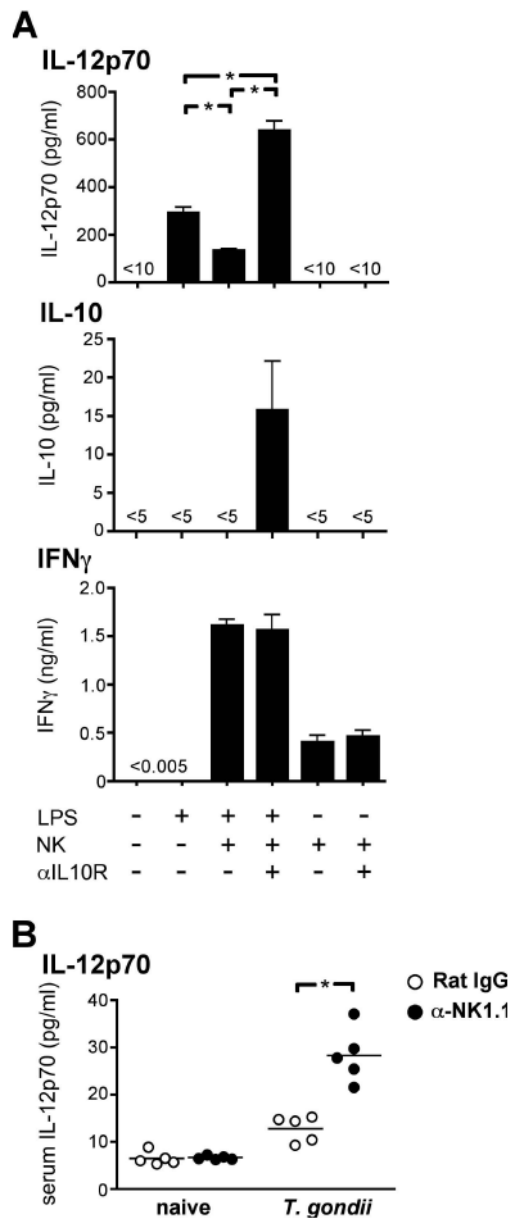 A
IL-12p70
* 
* *
IL-12p70 (pg/ml)
800
600
400
200
0
<10 <10 <10
IL-10
IL-10 (pg/ml)
25
20
15
10
5
0
<5 <5 <5 <5 <5
IFNγ
IFNγ (ng/ml)
2.0
1.5
1.0
0.5
0
<0.005
LPS - + + + - -
NK - - + + + +
αIL10R - - - + - +
B
IL-12p70
serum IL-12p70 (pg/ml)
40
30
20
10
0
*
Rat IgG
α-NK1.1
naive T. gondii